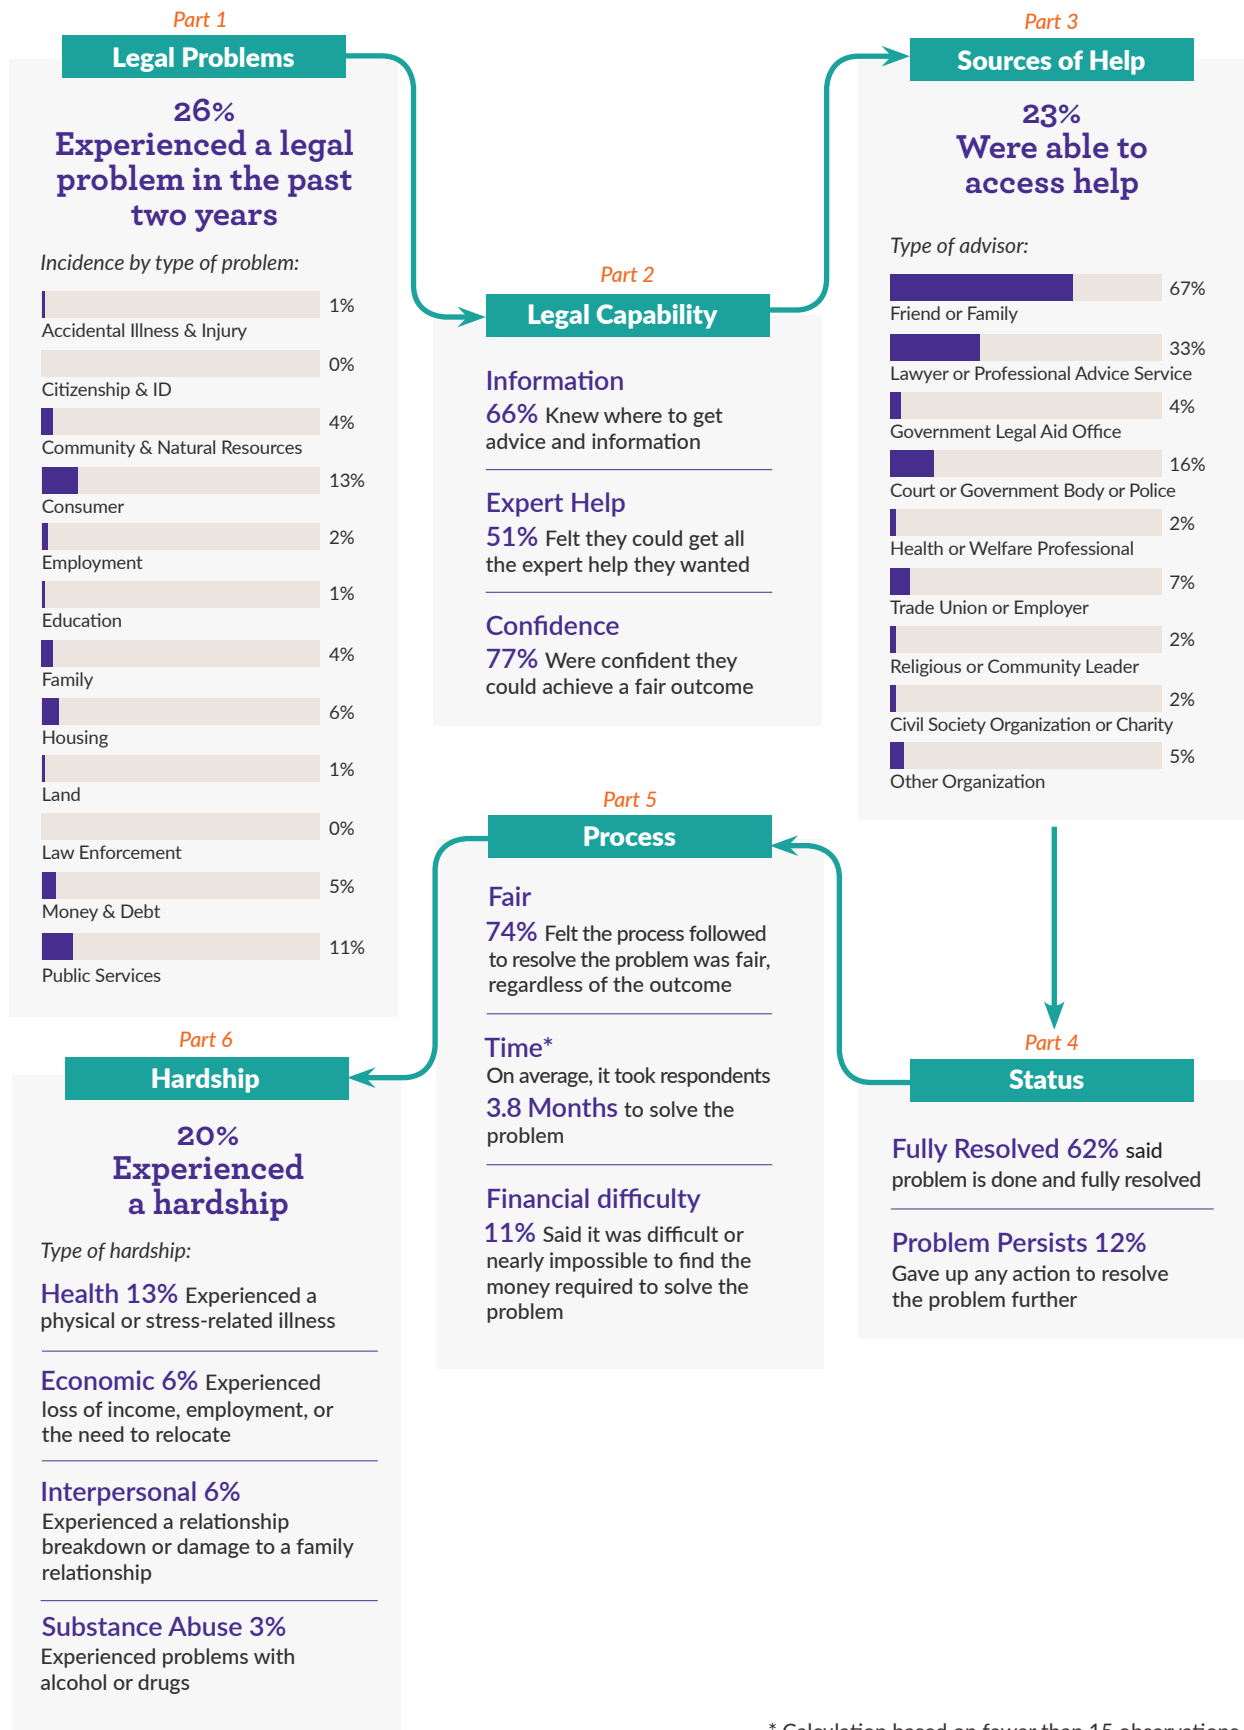 Part 1
Legal Problems
26%
Experienced a legal
problem in the past
two years
Incidence by type of problem:
1%
Accidental Illness & Injury
0%
Citizenship & ID
4%
Community & Natural Resources
13%
Consumer
2%
Employment
1%
Education
4%
Family
6%
Housing
1%
Land
0%
Law Enforcement
5%
Money & Debt
11%
Public Services
Part 2
Legal Capability
Information
66% Knew where to get
advice and information
Expert Help
51% Felt they could get all
the expert help they wanted
Confidence
77% Were confident they
could achieve a fair outcome
Part 3
Sources of Help
23%
Were able to
access help
Type of advisor:
67%
Friend or Family
33%
Lawyer or Professional Advice Service
4%
Government Legal Aid Office
16%
Court or Government Body or Police
2%
Health or Welfare Professional
7%
Trade Union or Employer
2%
Religious or Community Leader
2%
Civil Society Organization or Charity
5%
Other Organization
Part 4
Status
Fully Resolved 62% said
problem is done and fully resolved
Problem Persists 12%
Gave up any action to resolve
the problem further
Part 5
Process
Fair
74% Felt the process followed
to resolve the problem was fair,
regardless of the outcome
Time*
On average, it took respondents
3.8 Months to solve the
problem
Financial difficulty
11% Said it was difficult or
nearly impossible to find the
money required to solve the
problem
Part 6
Hardship
20%
Experienced
a hardship
Type of hardship:
Health 13% Experienced a
physical or stress-related illness
Economic 6% Experienced
loss of income, employment, or
the need to relocate
Interpersonal 6%
Experienced a relationship
breakdown or damage to a family
relationship
Substance Abuse 3%
Experienced problems with
alcohol or drugs
* Calculation based on fewer than 15 observations